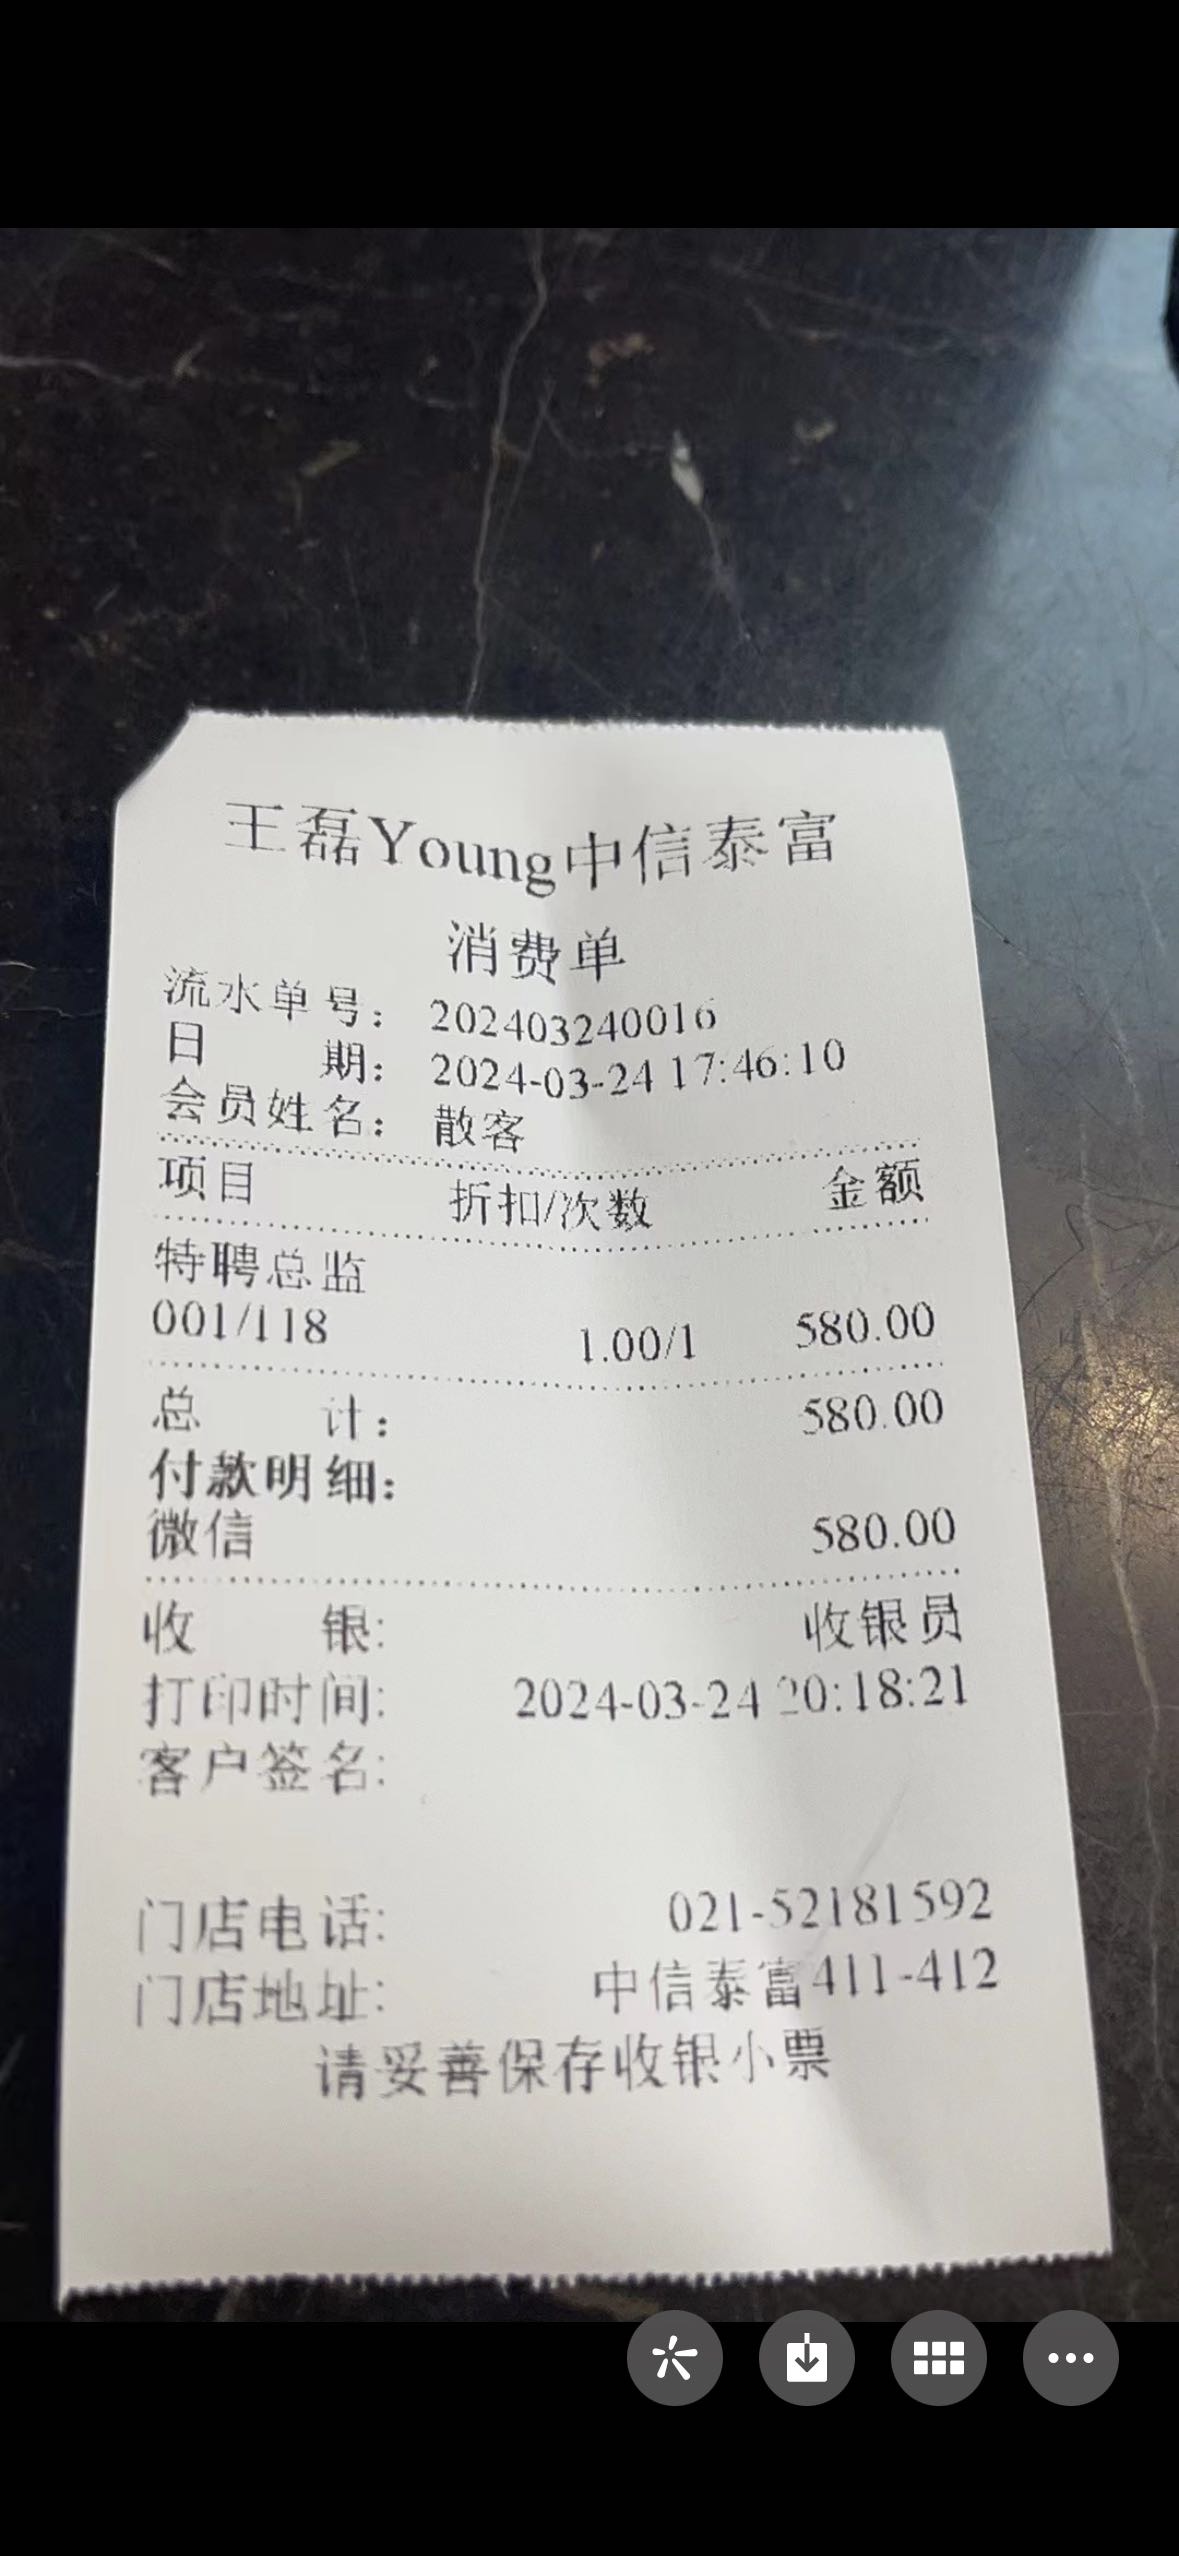 王磊Young中信泰富
消费单
流水单号: 202403240016
日期: 2024-03-24 17:46:10
会员姓名: 散客
项目 折扣/次数 金额
特聘总监
001/118 1.00/1 580.00
总计: 580.00
付款明细:
微信 580.00
收银: 收银员
打印时间: 2024-03-24 20:18:21
客户签名:
门店电话: 021-52181592
门店地址: 中信泰富411-412
请妥善保存收银小票